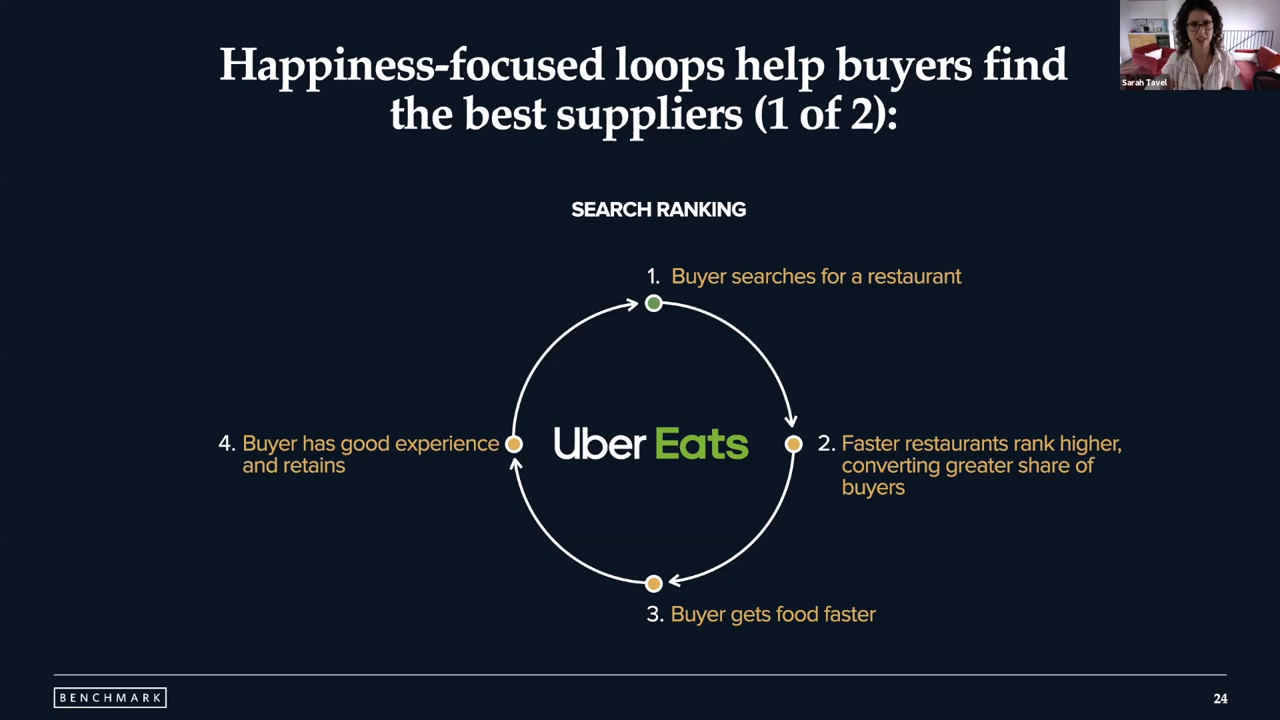 Happiness-focused loops help buyers find
the best suppliers (1 of 2):
Sarah Tavel
SEARCH RANKING
1. Buyer searches for a restaurant
4. Buyer has good experience
and retains
Uber Eats
2. Faster restaurants rank higher,
converting greater share of
buyers
3. Buyer gets food faster
BENCHMARK
24